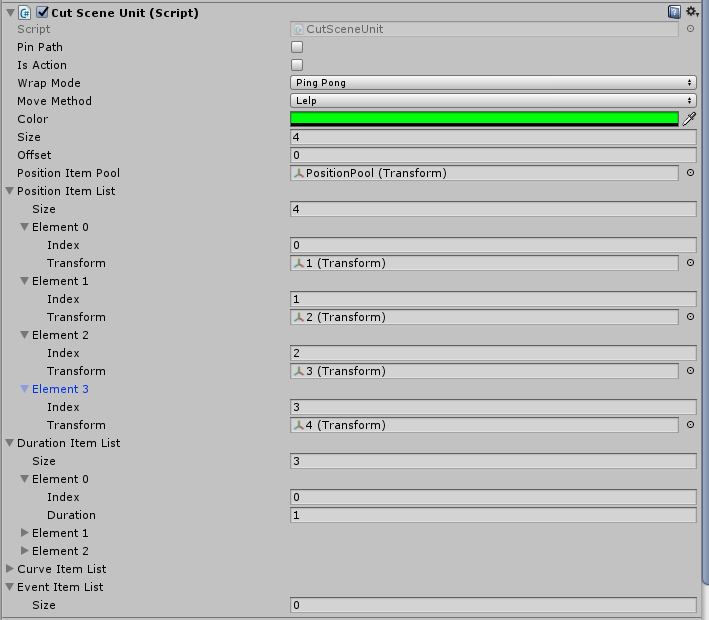 Cut Scene Unit (Script)
Script CutSceneUnit
Pin Path
Is Action
Wrap Mode Ping Pong
Move Method Lelp
Color
Size 4
Offset 0
Position Item Pool PositionPool (Transform)
Position Item List
Size 4
Element 0
Index 0
Transform 1 (Transform)
Element 1
Index 1
Transform 2 (Transform)
Element 2
Index 2
Transform 3 (Transform)
Element 3
Index 3
Transform 4 (Transform)
Duration Item List
Size 3
Element 0
Index 0
Duration 1
Element 1
Element 2
Curve Item List
Event Item List
Size 0